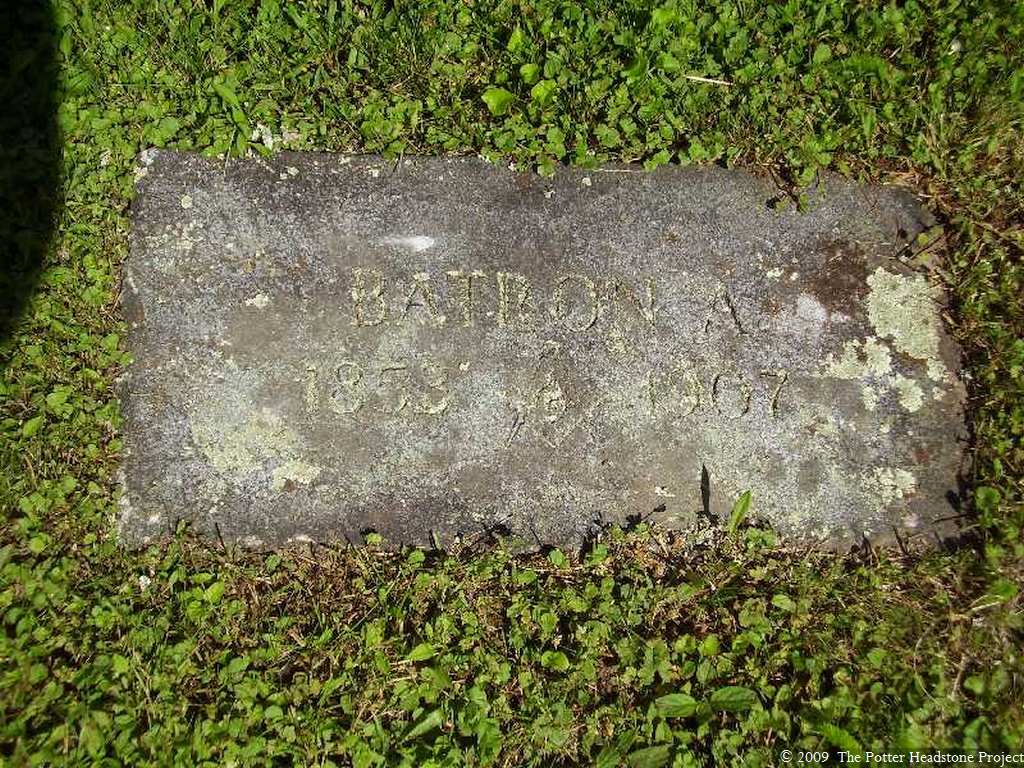 BATRON A
1853 1907
© 2009 The Potter Headstone Project